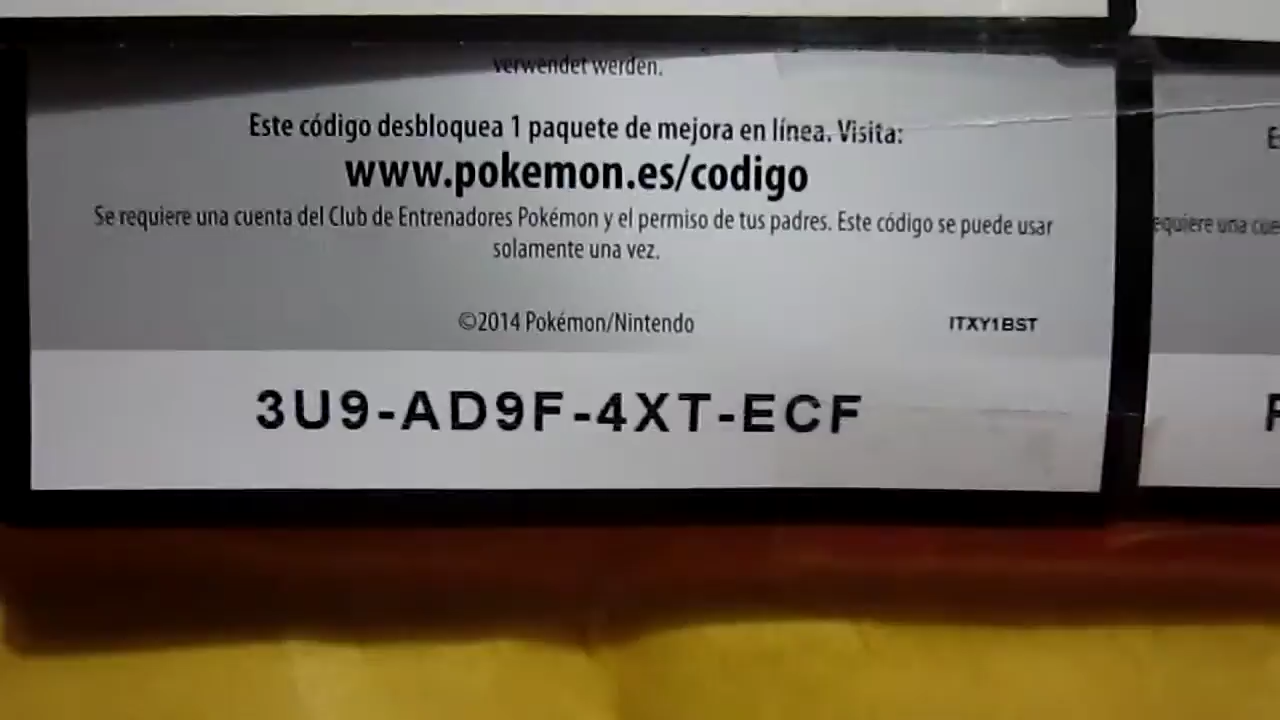 verwendet werden.
Este código desbloquea 1 paquete de mejora en línea. Visita:
www.pokemon.es/codigo
Se requiere una cuenta del Club de Entrenadores Pokémon y el permiso de tus padres. Este código se puede usar
solamente una vez.
©2014 Pokémon/Nintendo
ITXY1BST
3U9-AD9F-4XT-ECF
una